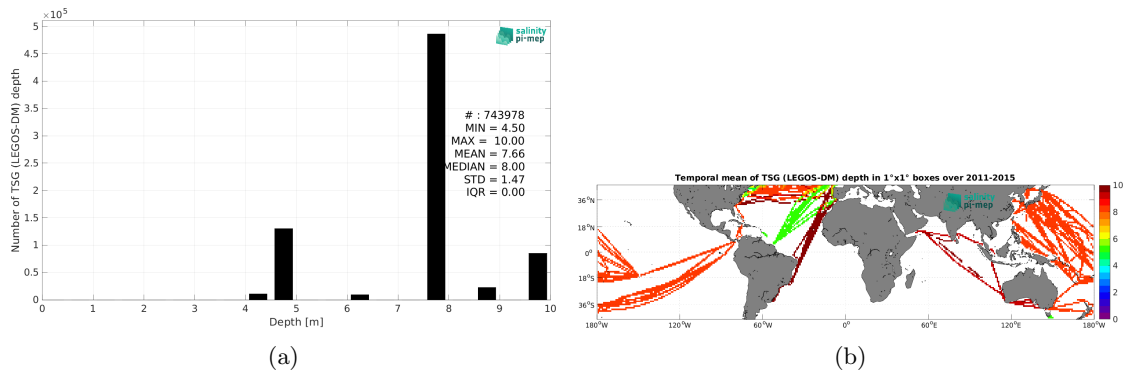 ×10⁵
5
4.5
4
3.5
3
2.5
2
1.5
1
0.5
0
Number of TSG (LEGOS-DM) depth
salinity
pi-mep
# : 743978
MIN = 4.50
MAX = 10.00
MEAN = 7.66
MEDIAN = 8.00
STD = 1.47
IQR = 0.00
0 1 2 3 4 5 6 7 8 9 10
Depth [m]
(a)
Temporal mean of TSG (LEGOS-DM) depth in 1°x1° boxes over 2011-2015
salinity
pi-mep
36°N
18°N
0°
18°S
36°S
180°W 120°W 60°W 0° 60°E 120°E 180°W
10
8
6
4
2
0
(b)